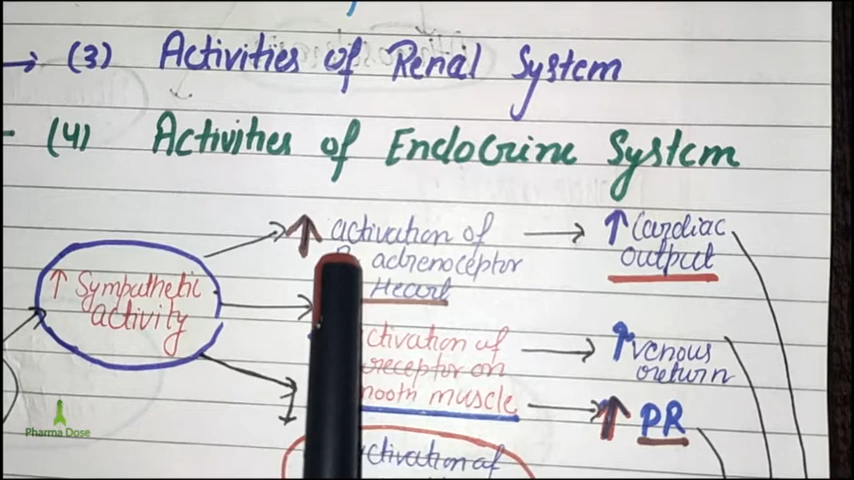 (3) Activities of Renal System
(4) Activities of Endocrine System
↑ activation of → ↑ Cardiac output
adrenoceptor
Heart
↑ Sympathetic activity
ctivation of → ↑ venous return
receptor on
mooth muscle → ↑ PR
ctivation of
Pharma Dose